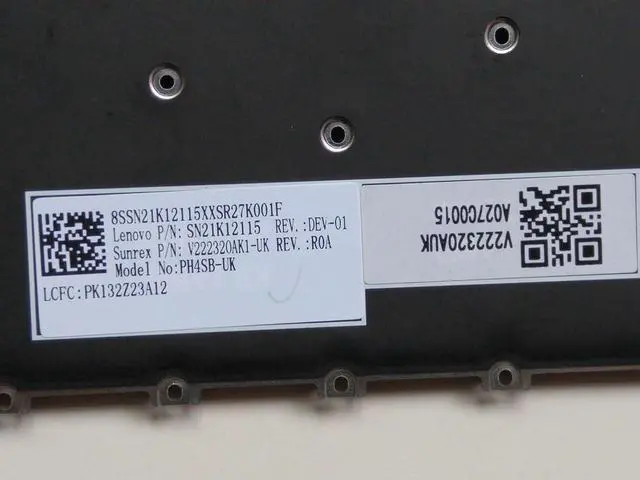 8SSN21K12115XXSR27K001F
Lenovo P/N: SN21K12115 REV.:DEV-01
Sunrex P/N: V222320AK1-UK REV.:R0A
Model No:PH4SB-UK
LCFC:PK132Z23A12
V222320AUK
A027C0015